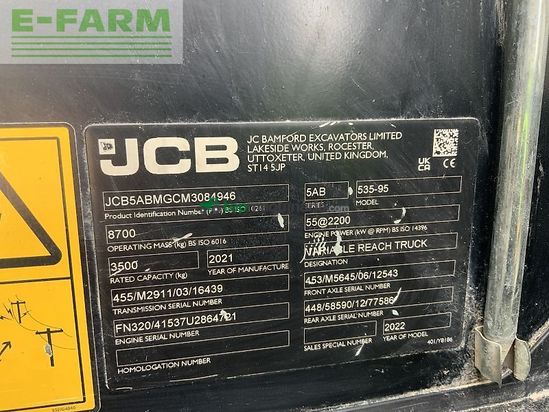 E-FARM
JCB
JC BAMFORD EXCAVATORS LIMITED
LAKESIDE WORKS, ROCESTER,
UTTOXETER, UNITED KINGDOM,
ST14 5JP
UK
CA
CE
JCB5ABMGCM3084946
Product Identification Number
5AB
535-95
8700
OPERATING MASS (kg) BS ISO 6016
55@2200
ENGINE POWER (kW @ RPM) BS ISO 14396
3500
RATED CAPACITY (kg)
2021
YEAR OF MANUFACTURE
VARIABLE REACH TRUCK
DESIGNATION
455/M2911/03/16439
TRANSMISSION SERIAL NUMBER
453/M5645/06/12543
FRONT AXLE SERIAL NUMBER
ENGINE SERIAL NUMBER
448/58590/12/77586
REAR AXLE SERIAL NUMBER
HOMOLOGATION NUMBER
SALES SPECIAL NUMBER
2022
MODEL YEAR
401/Y8186